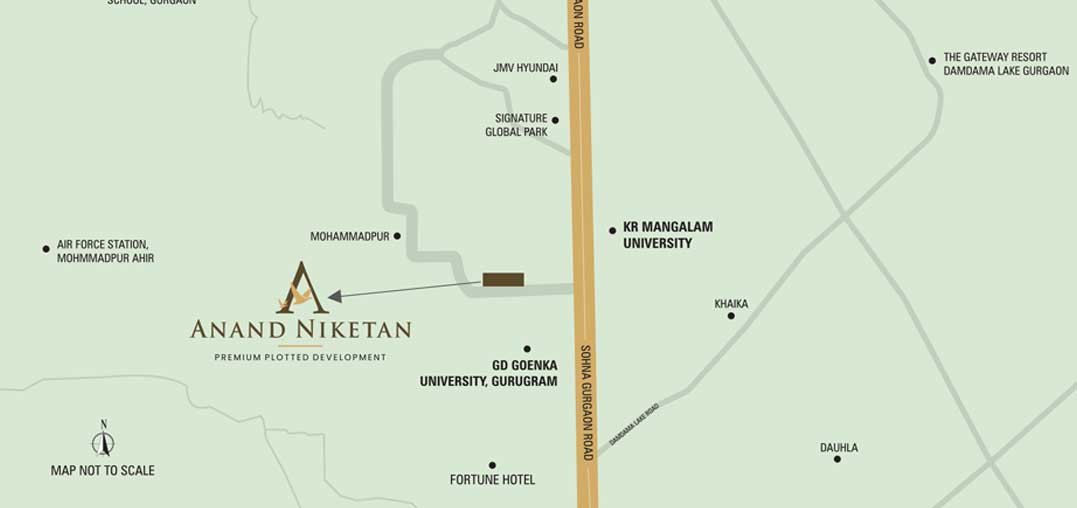 SCHOOL, GURGAON
AON ROAD
JMV HYUNDAI
THE GATEWAY RESORT
DAMDAMA LAKE GURGAON
SIGNATURE
GLOBAL PARK
MOHAMMADPUR
KR MANGALAM
UNIVERSITY
AIR FORCE STATION,
MOHMMADPUR AHIR
KHAIKA
ANAND NIKETAN
PREMIUM PLOTTED DEVELOPMENT
GD GOENKA
UNIVERSITY, GURUGRAM
SOHNA GURGAON ROAD
DAMDAMA LAKE ROAD
N
MAP NOT TO SCALE
FORTUNE HOTEL
DAUHLA